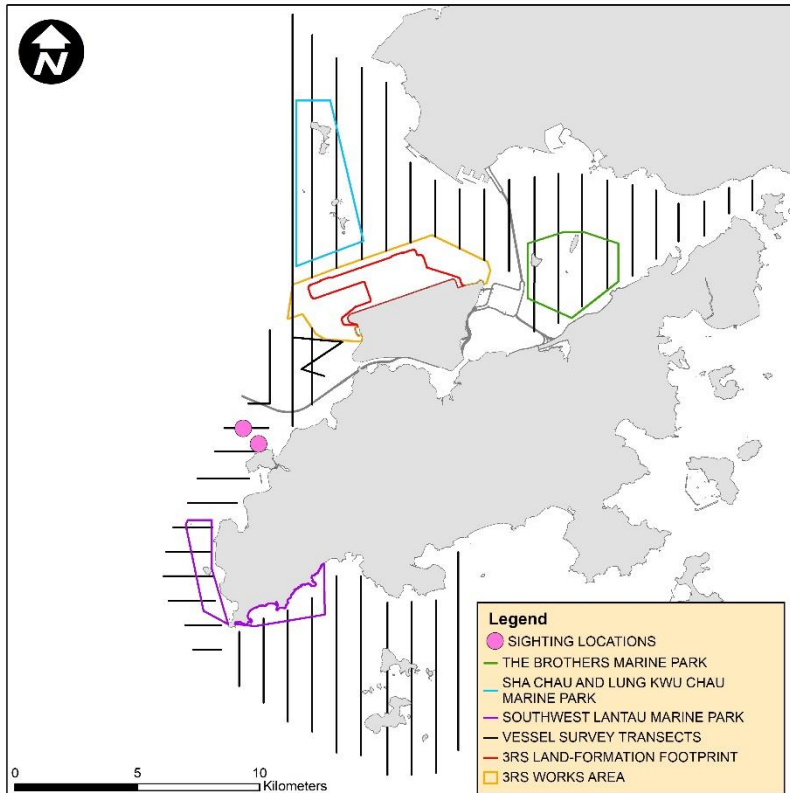 N
Legend
SIGHTING LOCATIONS
THE BROTHERS MARINE PARK
SHA CHAU AND LUNG KWU CHAU
MARINE PARK
SOUTHWEST LANTAU MARINE PARK
VESSEL SURVEY TRANSECTS
3RS LAND-FORMATION FOOTPRINT
3RS WORKS AREA
0 5 10
Kilometers